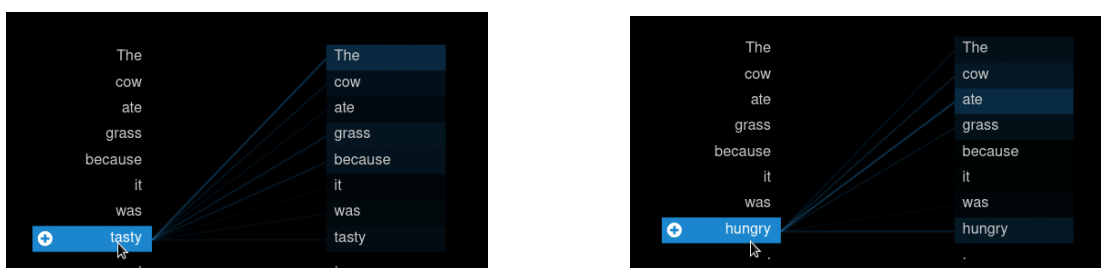 The The
cow cow
ate ate
grass grass
because because
it it
was was
tasty tasty
The The
cow cow
ate ate
grass grass
because because
it it
was was
hungry hungry
. .